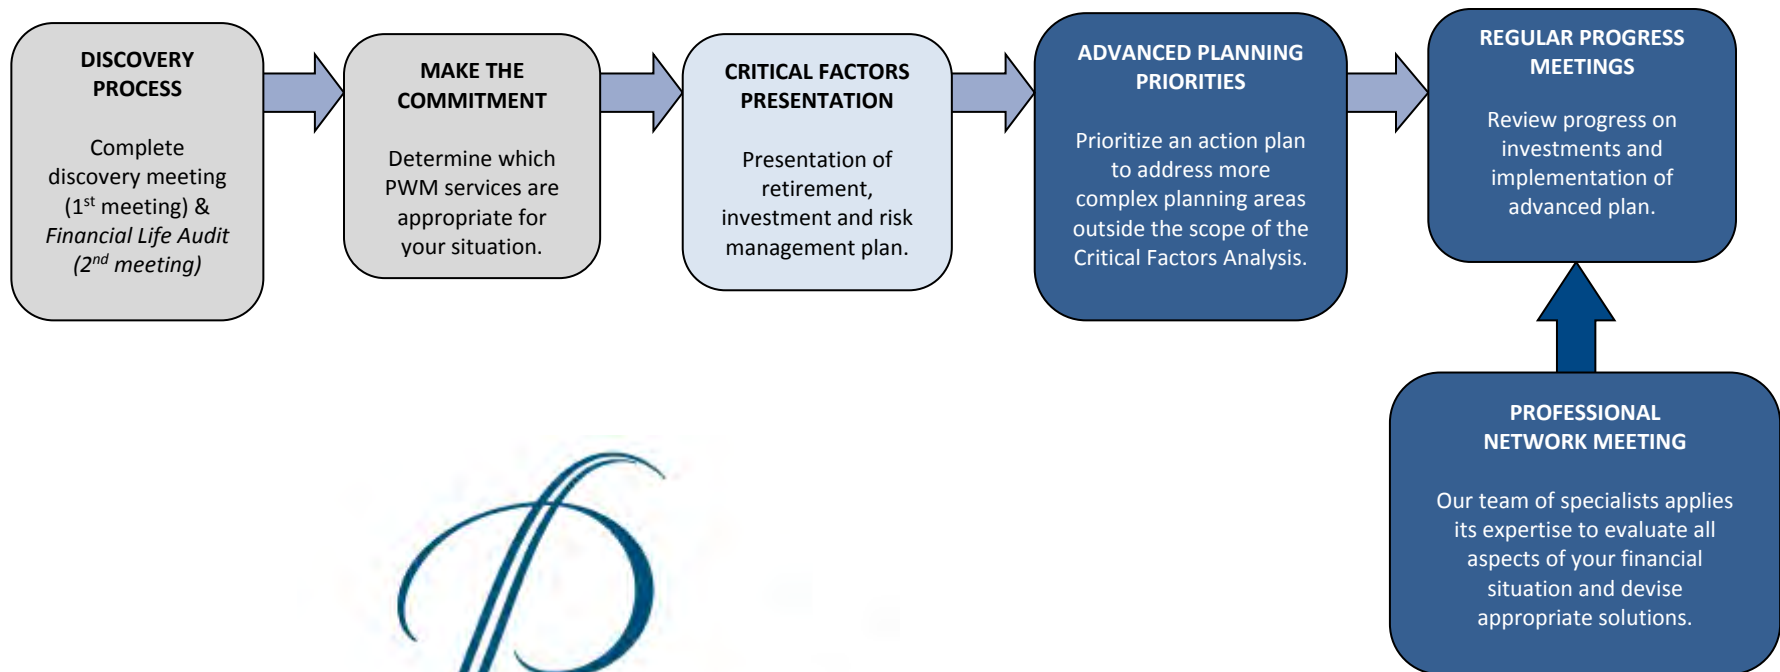 DISCOVERY
PROCESS
Complete
discovery meeting
(1st meeting) &
Financial Life Audit
(2nd meeting)
MAKE THE
COMMITMENT
Determine which
PWM services are
appropriate for
your situation.
CRITICAL FACTORS
PRESENTATION
Presentation of
retirement,
investment and risk
management plan.
ADVANCED PLANNING
PRIORITIES
Prioritize an action plan
to address more
complex planning areas
outside the scope of the
Critical Factors Analysis.
REGULAR PROGRESS
MEETINGS
Review progress on
investments and
implementation of
advanced plan.
PROFESSIONAL
NETWORK MEETING
Our team of specialists applies
its expertise to evaluate all
aspects of your financial
situation and devise
appropriate solutions.